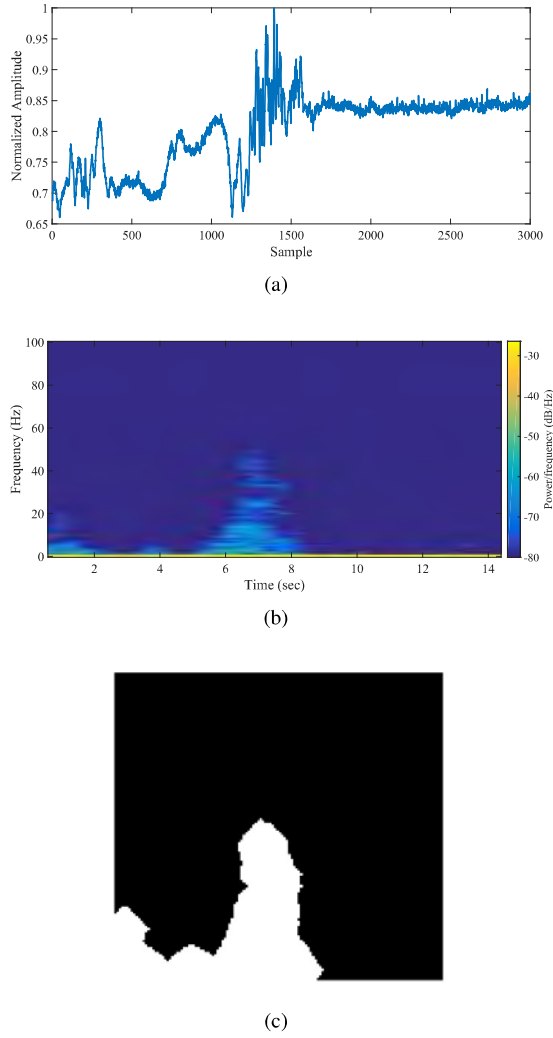 1
0.95
0.9
0.85
0.8
0.75
0.7
0.65
Normalized Amplitude
0 500 1000 1500 2000 2500 3000
Sample
(a)
100
80
60
40
20
0
Frequency (Hz)
2 4 6 8 10 12 14
Time (sec)
-30
-40
-50
-60
-70
-80
Power/frequency (dB/Hz)
(b)
(c)